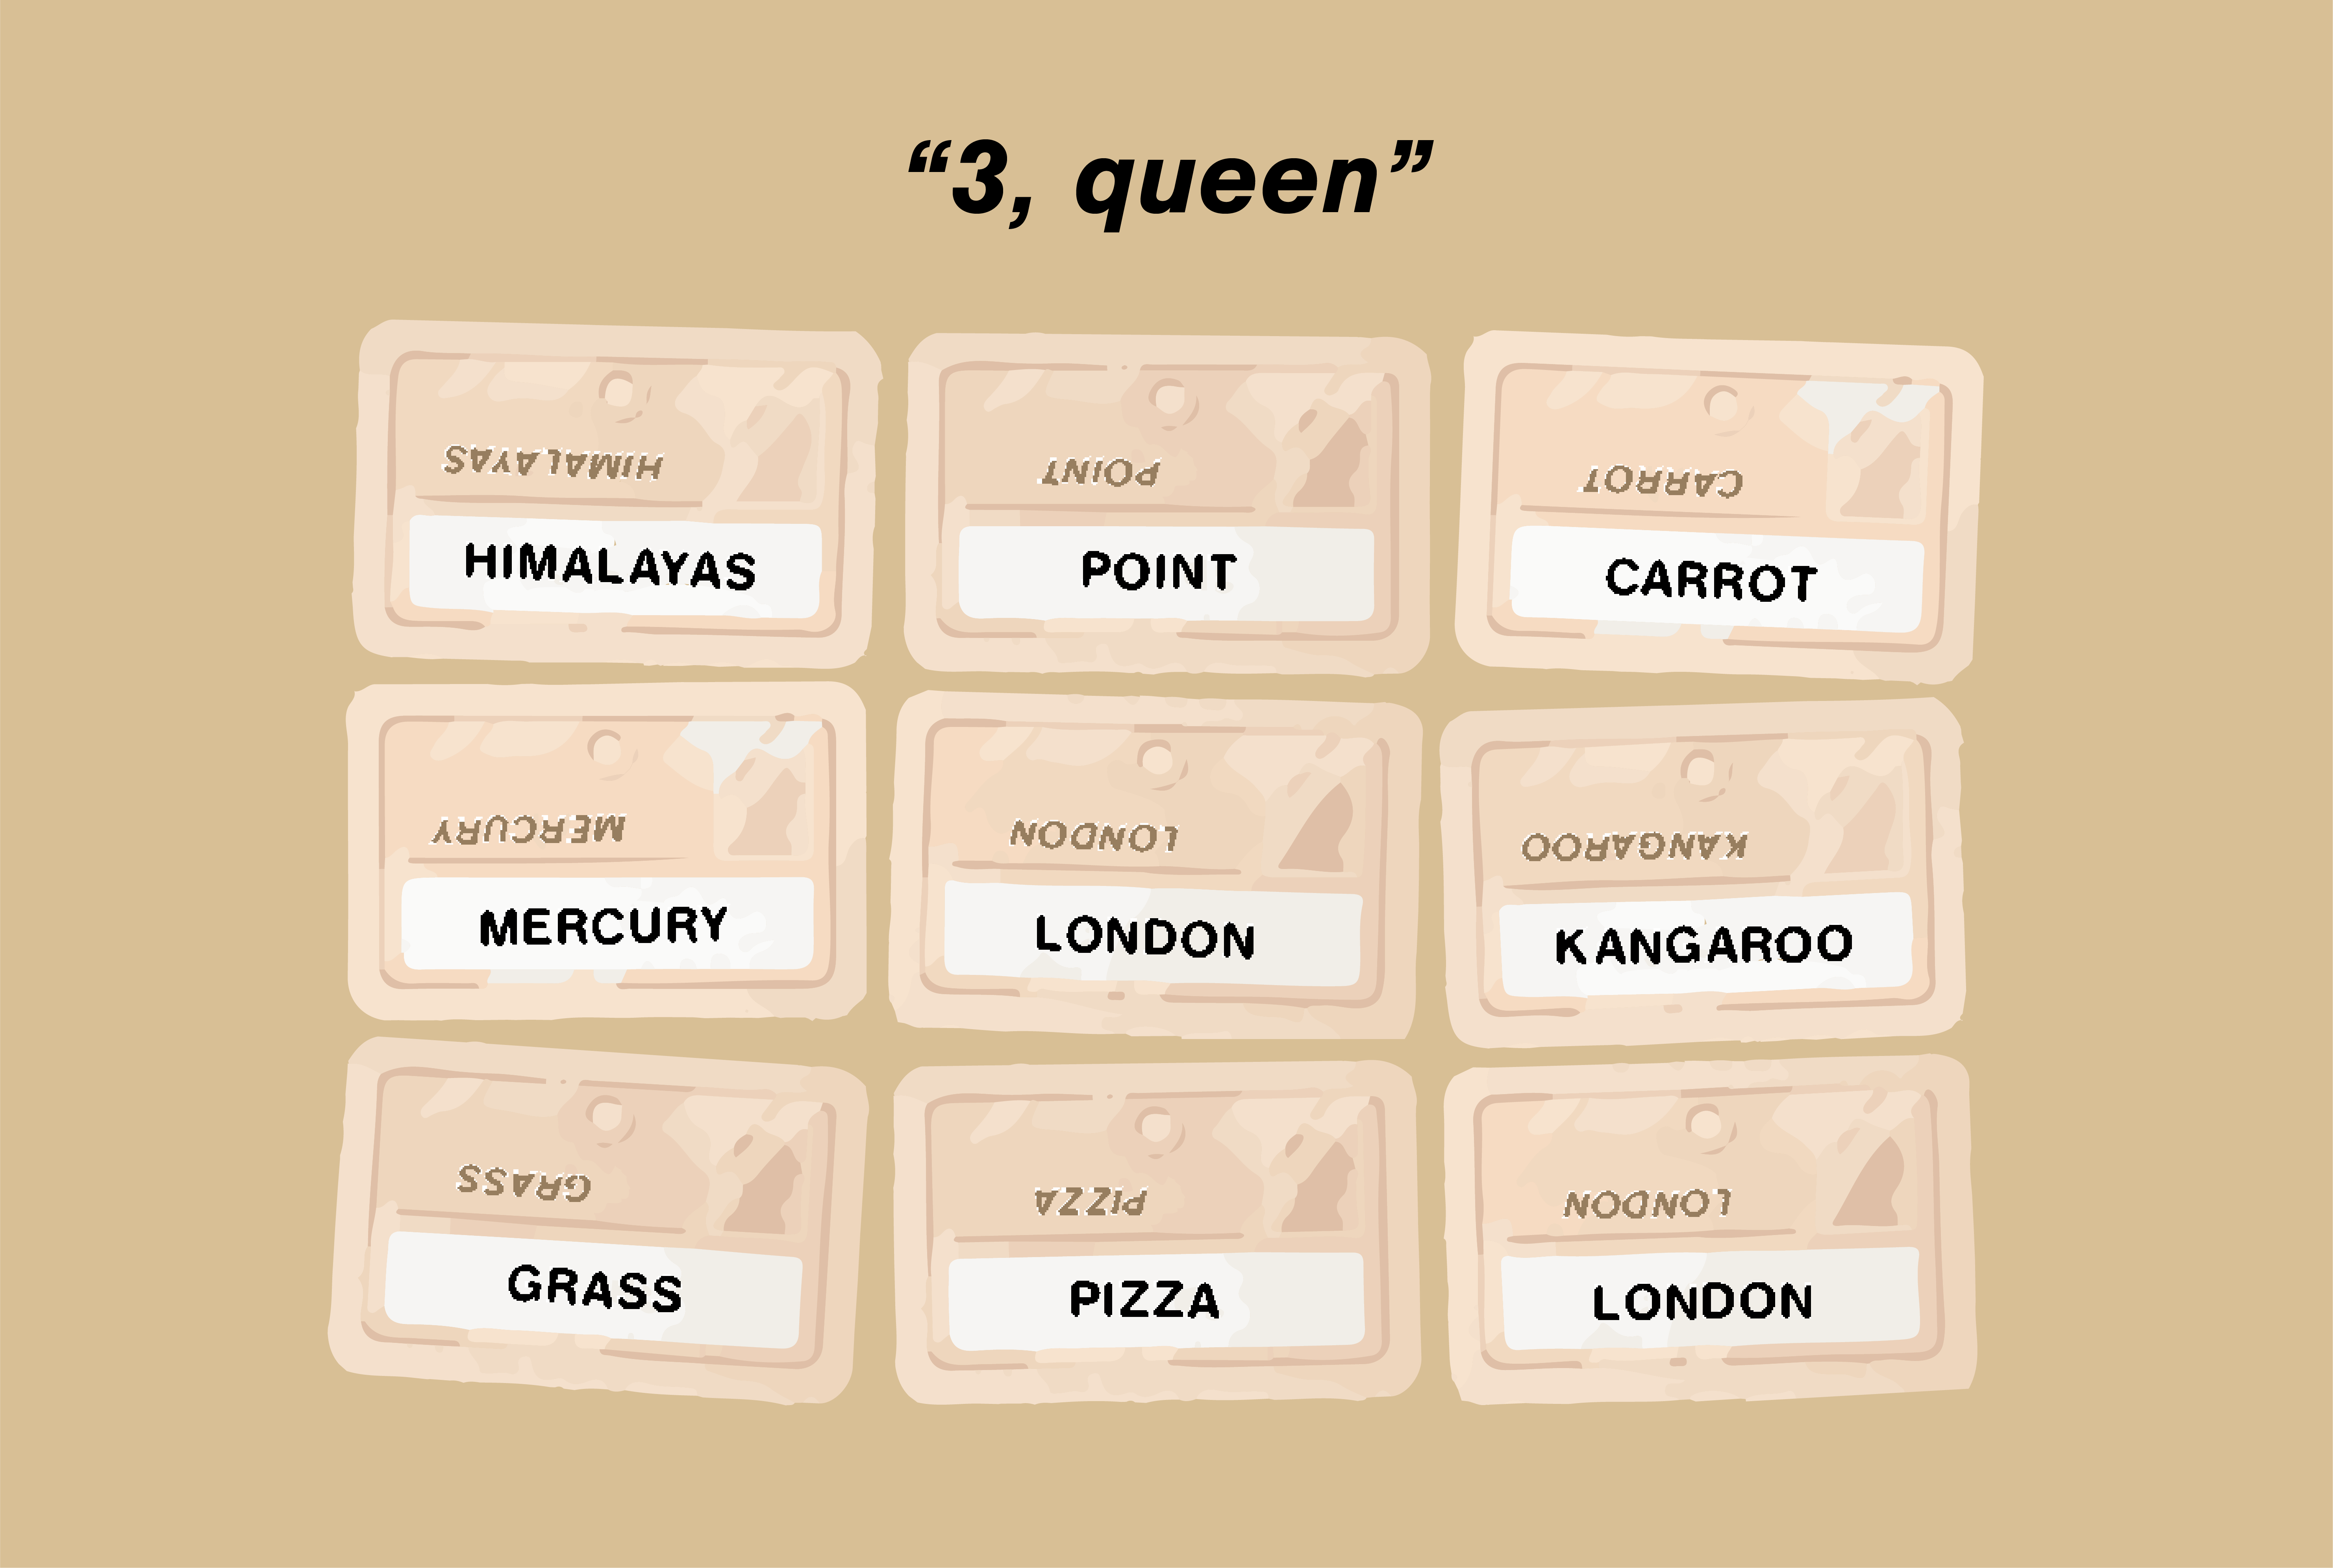 “3, queen”
HIMALAYAS
HIMALAYAS
POINT
POINT
CARROT
CARROT
MERCURY
MERCURY
LONDON
LONDON
KANGAROO
KANGAROO
GRASS
GRASS
PIZZA
PIZZA
LONDON
LONDON